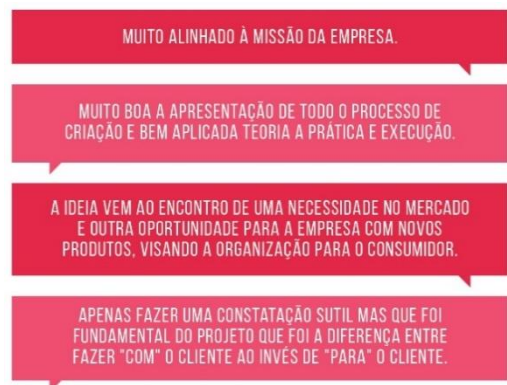 MUITO ALINHADO À MISSÃO DA EMPRESA.
MUITO BOA A APRESENTAÇÃO DE TODO O PROCESSO DE
CRIAÇÃO E BEM APLICADA TEORIA A PRÁTICA E EXECUÇÃO.
A IDEIA VEM AO ENCONTRO DE UMA NECESSIDADE NO MERCADO
E OUTRA OPORTUNIDADE PARA A EMPRESA COM NOVOS
PRODUTOS, VISANDO A ORGANIZAÇÃO PARA O CONSUMIDOR.
APENAS FAZER UMA CONSTATAÇÃO SUTIL MAS QUE FOI
FUNDAMENTAL DO PROJETO QUE FOI A DIFERENÇA ENTRE
FAZER "COM" O CLIENTE AO INVÉS DE "PARA" O CLIENTE.